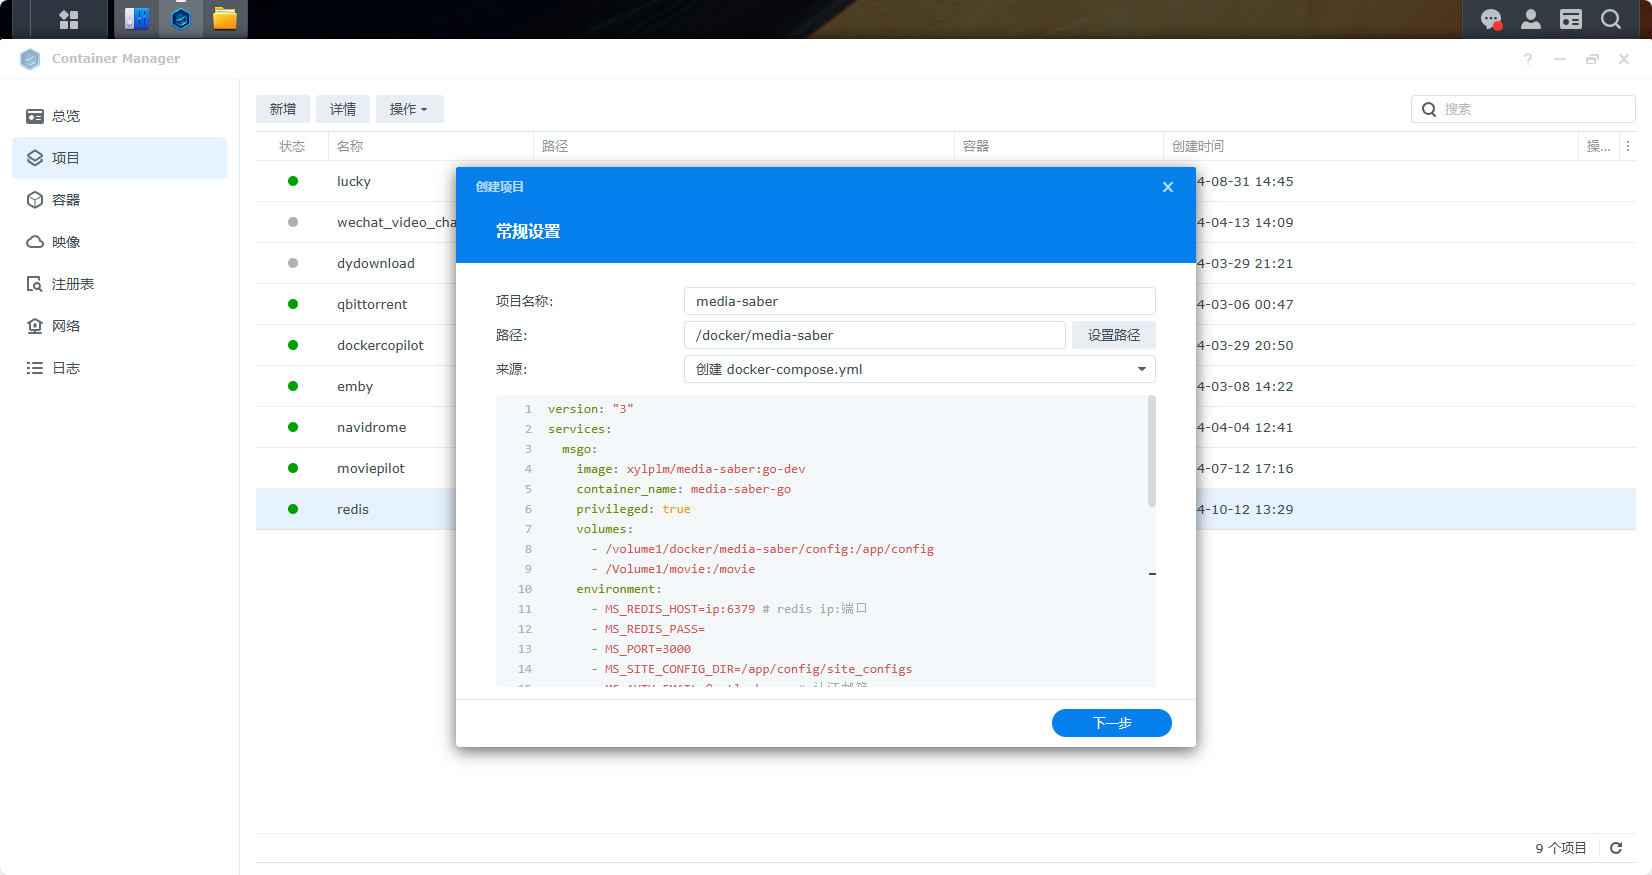 Container Manager
总览
项目
容器
映像
注册表
网络
日志
新增 详情 操作
搜索
状态 名称 路径 容器 创建时间 操...
lucky 4-08-31 14:45
wechat_video_cha 4-04-13 14:09
dydownload 4-03-29 21:21
qbittorrent 4-03-06 00:47
dockercopilot 4-03-29 20:50
emby 4-03-08 14:22
navidrome 4-04-04 12:41
moviepilot 4-07-12 17:16
redis 4-10-12 13:29
创建项目
常规设置
项目名称: media-saber
路径: /docker/media-saber 设置路径
来源: 创建 docker-compose.yml
1 version: "3"
2 services:
3 msgo:
4 image: xylplm/media-saber:go-dev
5 container_name: media-saber-go
6 privileged: true
7 volumes:
8 - /volume1/docker/media-saber/config:/app/config
9 - /Volume1/movie:/movie
10 environment:
11 - MS_REDIS_HOST=ip:6379 # redis ip:端口
12 - MS_REDIS_PASS=
13 - MS_PORT=3000
14 - MS_SITE_CONFIG_DIR=/app/config/site_configs
下一步
9 个项目